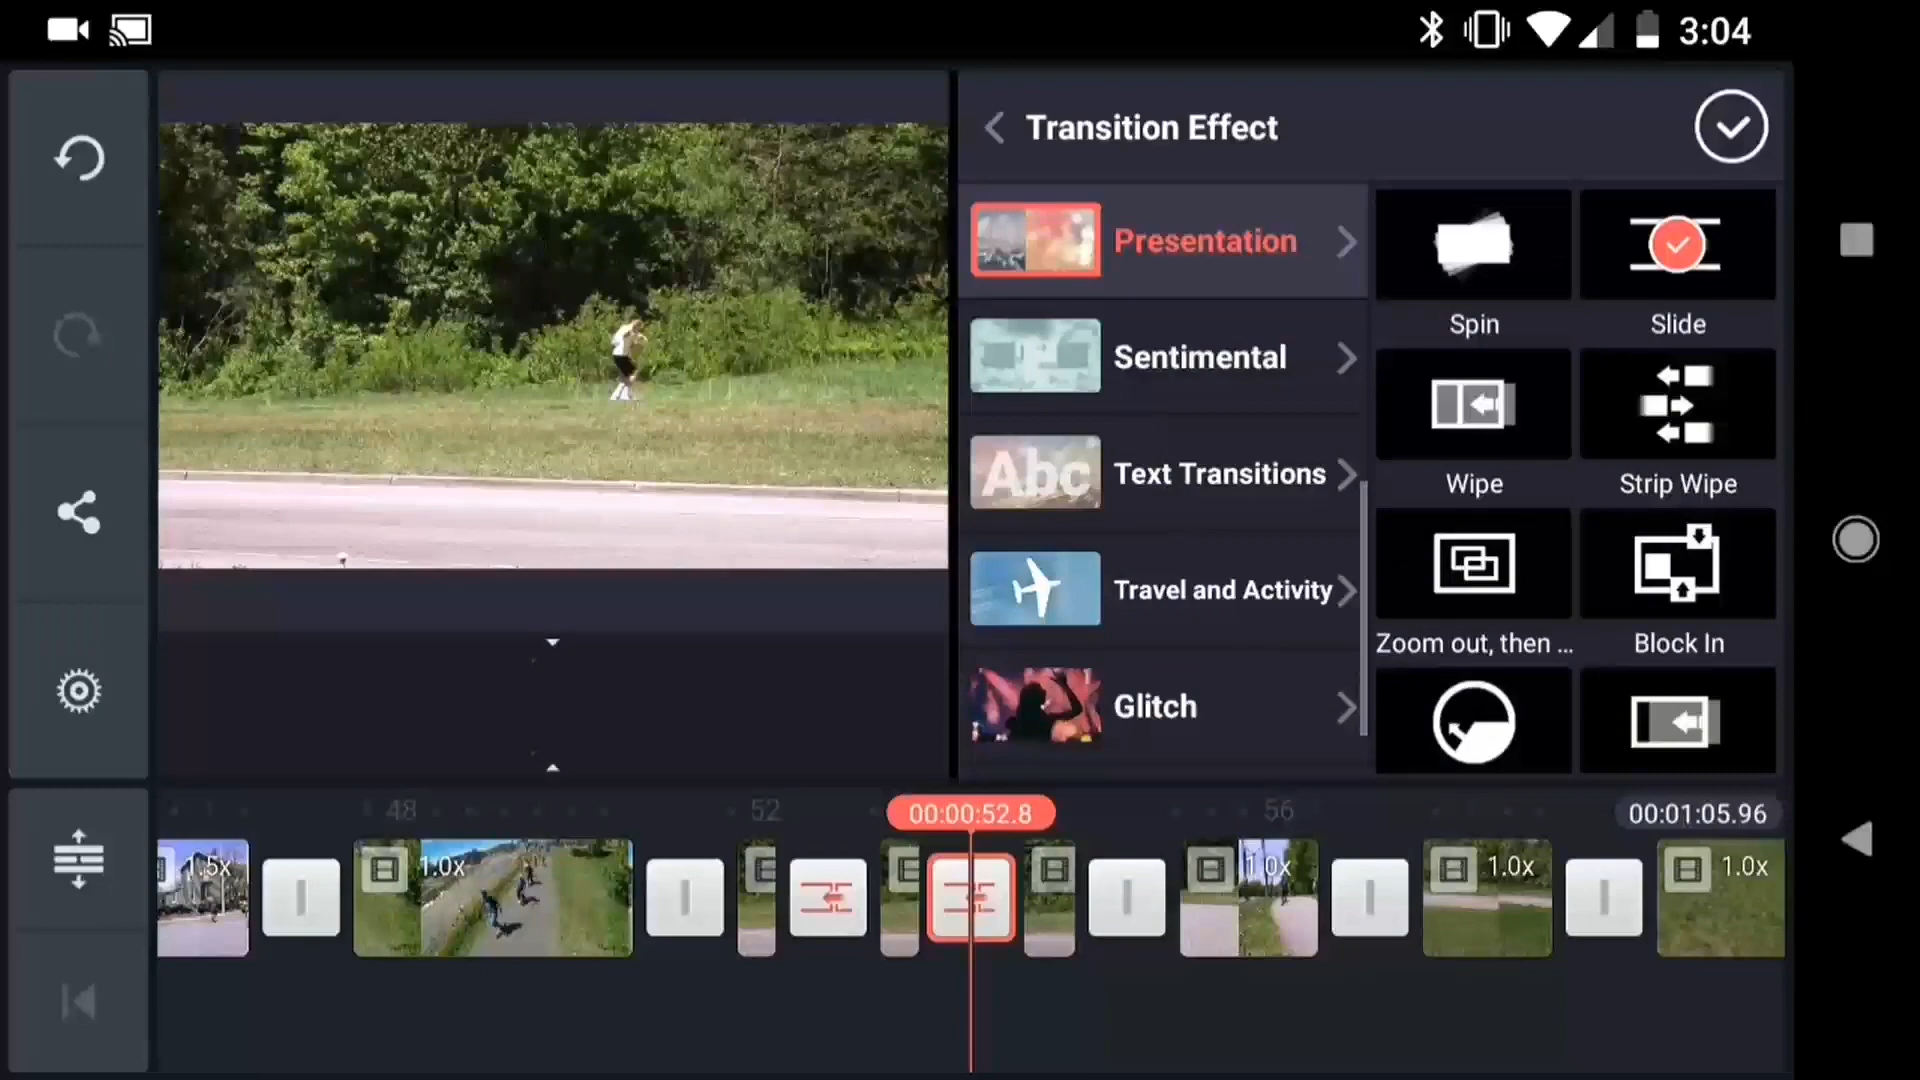 3:04
Transition Effect
Presentation
Sentimental
Abc
Text Transitions
Travel and Activity
Glitch
Spin
Slide
Wipe
Strip Wipe
Zoom out, then ...
Block In
48
52
00:00:52.8
56
00:01:05.96
1.5x
1.0x
1.0x
1.0x
1.0x